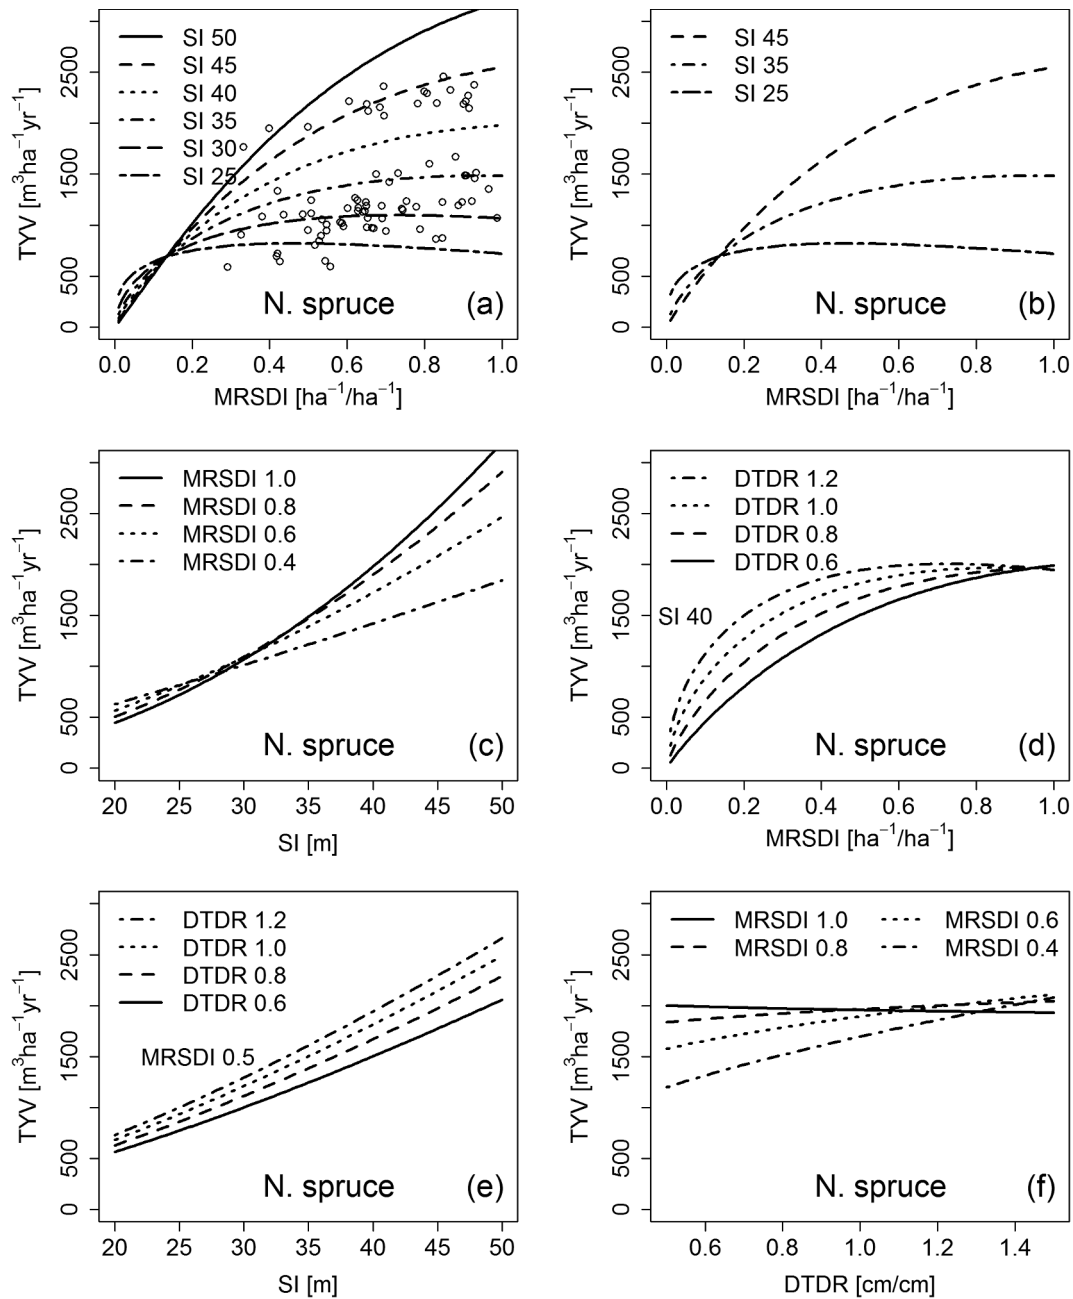 SI 50
SI 45
SI 40
SI 35
SI 30
SI 25
TYV [m³ha⁻¹yr⁻¹]
0 500 1500 2500
N. spruce (a)
0.0 0.2 0.4 0.6 0.8 1.0
MRSDI [ha⁻¹/ha⁻¹]
SI 45
SI 35
SI 25
TYV [m³ha⁻¹yr⁻¹]
0 500 1500 2500
N. spruce (b)
0.0 0.2 0.4 0.6 0.8 1.0
MRSDI [ha⁻¹/ha⁻¹]
MRSDI 1.0
MRSDI 0.8
MRSDI 0.6
MRSDI 0.4
TYV [m³ha⁻¹yr⁻¹]
0 500 1500 2500
N. spruce (c)
20 25 30 35 40 45 50
SI [m]
DTDR 1.2
DTDR 1.0
DTDR 0.8
DTDR 0.6
SI 40
TYV [m³ha⁻¹yr⁻¹]
0 500 1500 2500
N. spruce (d)
0.0 0.2 0.4 0.6 0.8 1.0
MRSDI [ha⁻¹/ha⁻¹]
DTDR 1.2
DTDR 1.0
DTDR 0.8
DTDR 0.6
MRSDI 0.5
TYV [m³ha⁻¹yr⁻¹]
0 500 1500 2500
N. spruce (e)
20 25 30 35 40 45 50
SI [m]
MRSDI 1.0 MRSDI 0.6
MRSDI 0.8 MRSDI 0.4
TYV [m³ha⁻¹yr⁻¹]
0 500 1500 2500
N. spruce (f)
0.6 0.8 1.0 1.2 1.4
DTDR [cm/cm]